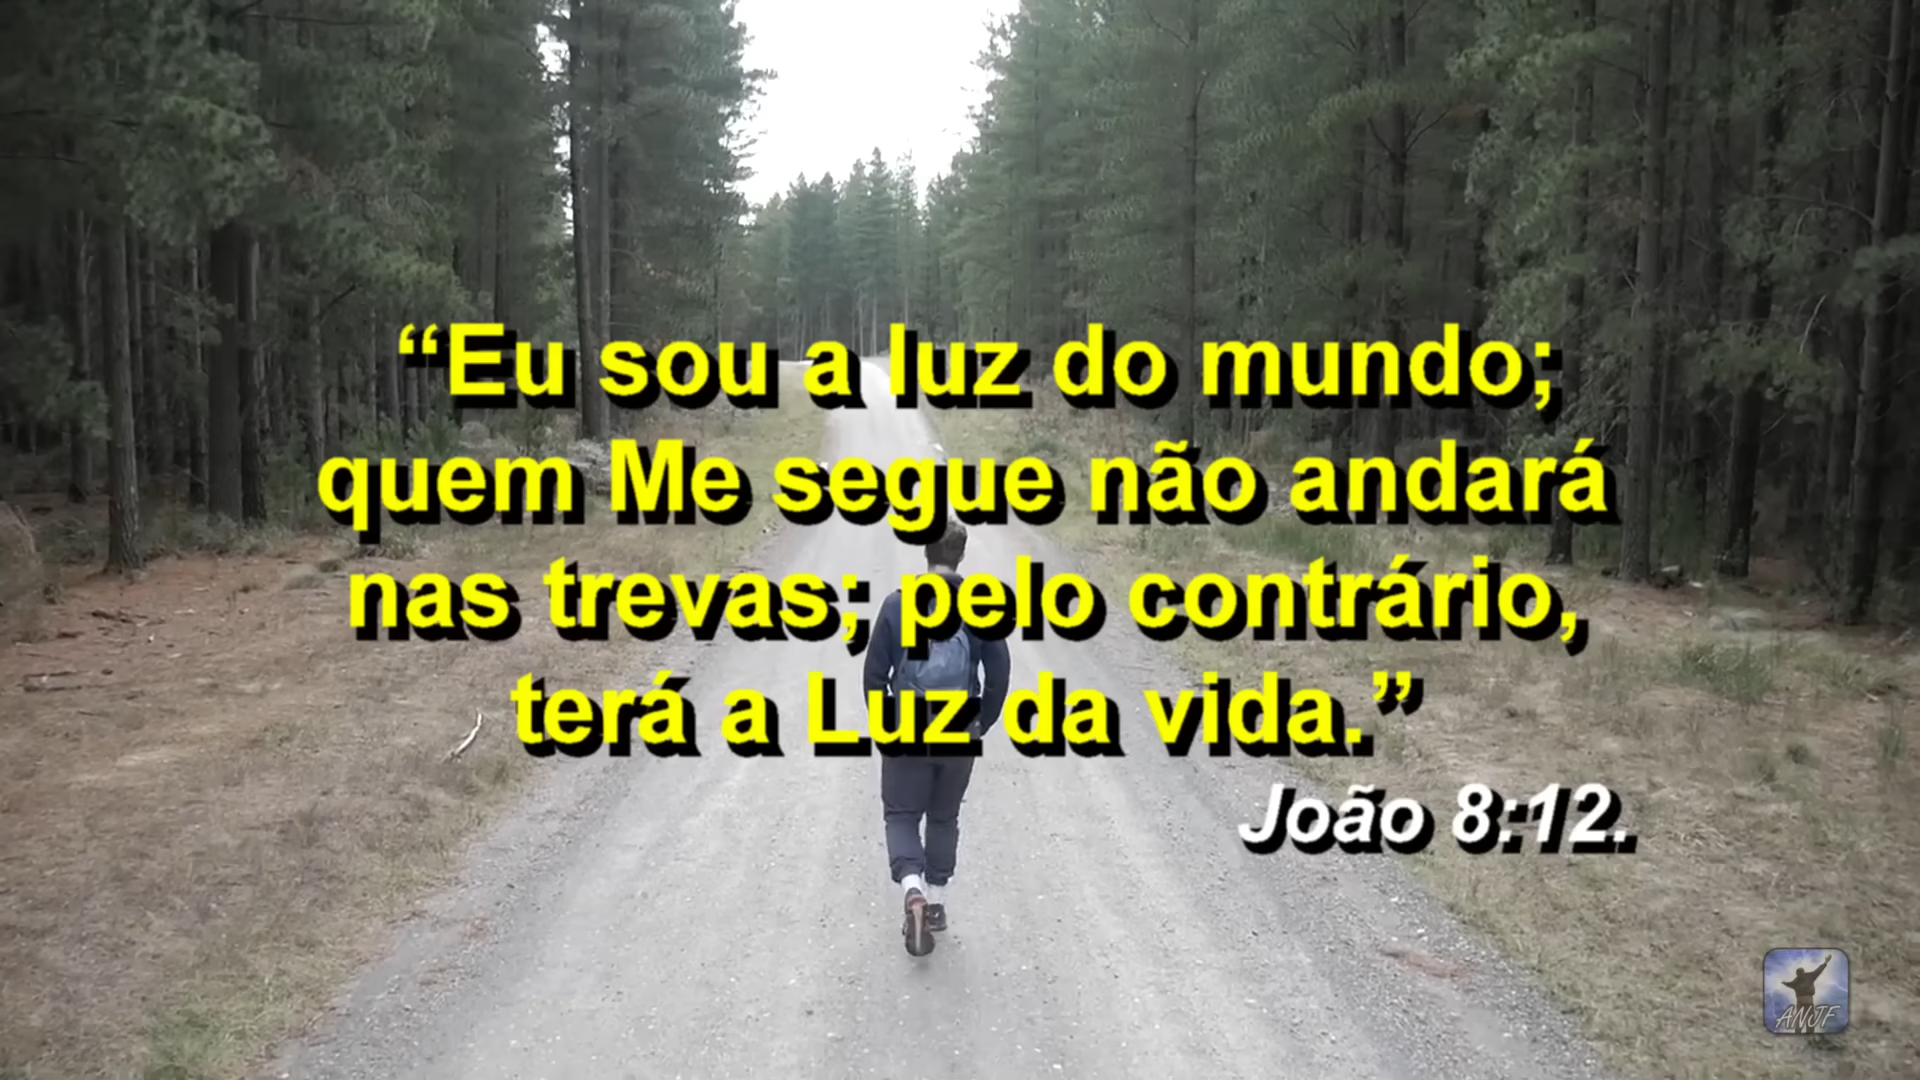 “Eu sou a luz do mundo;
quem Me segue não andará
nas trevas; pelo contrário,
terá a Luz da vida.”
João 8:12.
ANJF